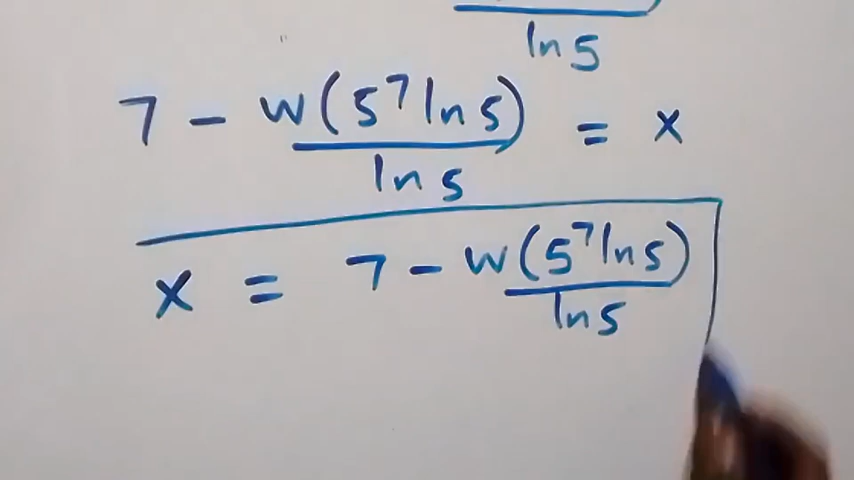 ln 5
7 - W(5⁷ ln 5) = x
ln 5
x = 7 - W(5⁷ ln 5)
ln 5